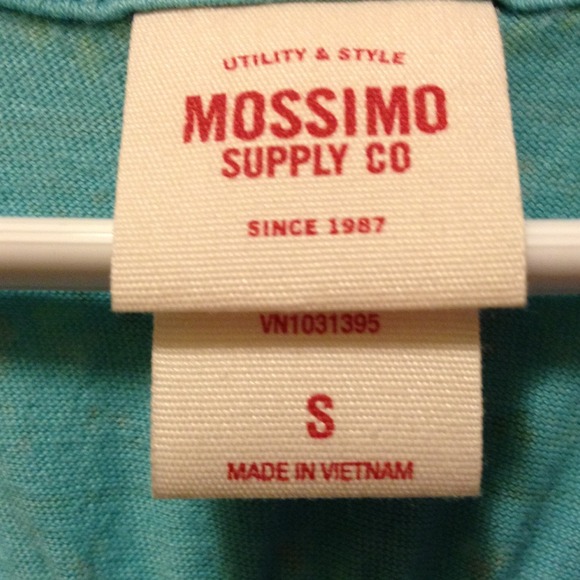 UTILITY & STYLE
MOSSIMO
SUPPLY CO
SINCE 1987
VN1031395
S
MADE IN VIETNAM